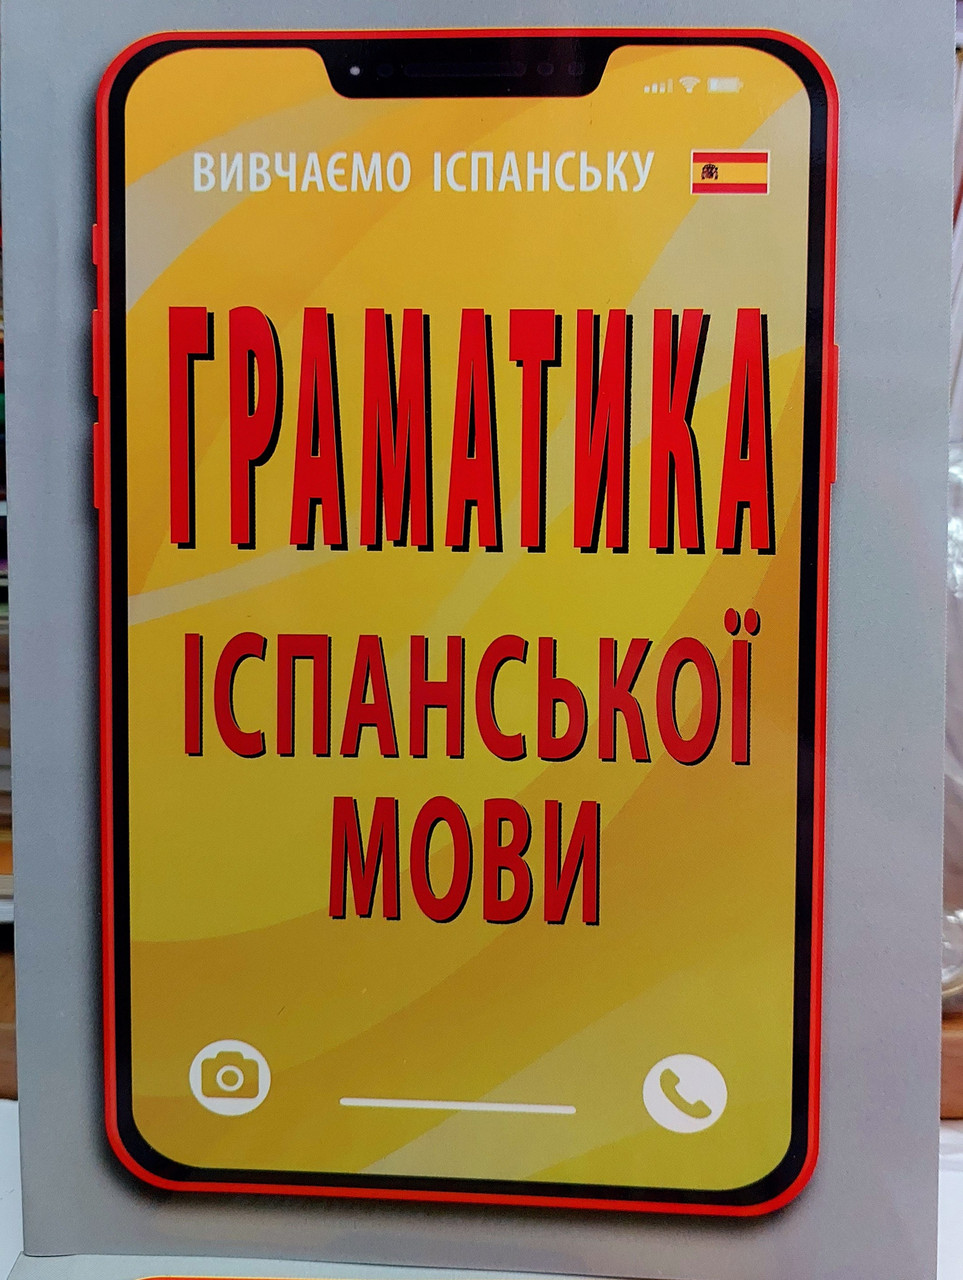 ВИВЧАЄМО ІСПАНСЬКУ
ГРАМАТИКА
ІСПАНСЬКОЇ
МОВИ